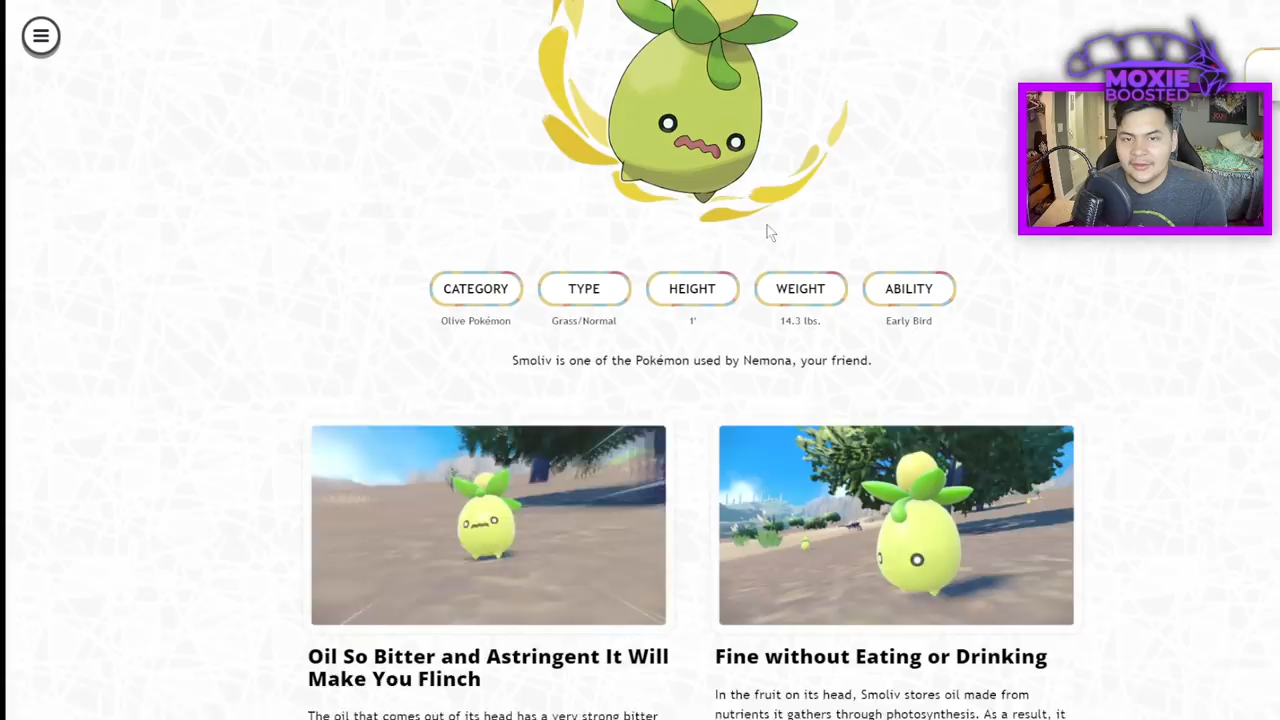 MOXIE
BOOSTED
CATEGORY TYPE HEIGHT WEIGHT ABILITY
Olive Pokémon Grass/Normal 1' 14.3 lbs. Early Bird
Smoliv is one of the Pokémon used by Nemona, your friend.
Oil So Bitter and Astringent It Will
Make You Flinch
The oil that comes out of its head has a very strong bitter
Fine without Eating or Drinking
In the fruit on its head, Smoliv stores oil made from
nutrients it gathers through photosynthesis. As a result, it